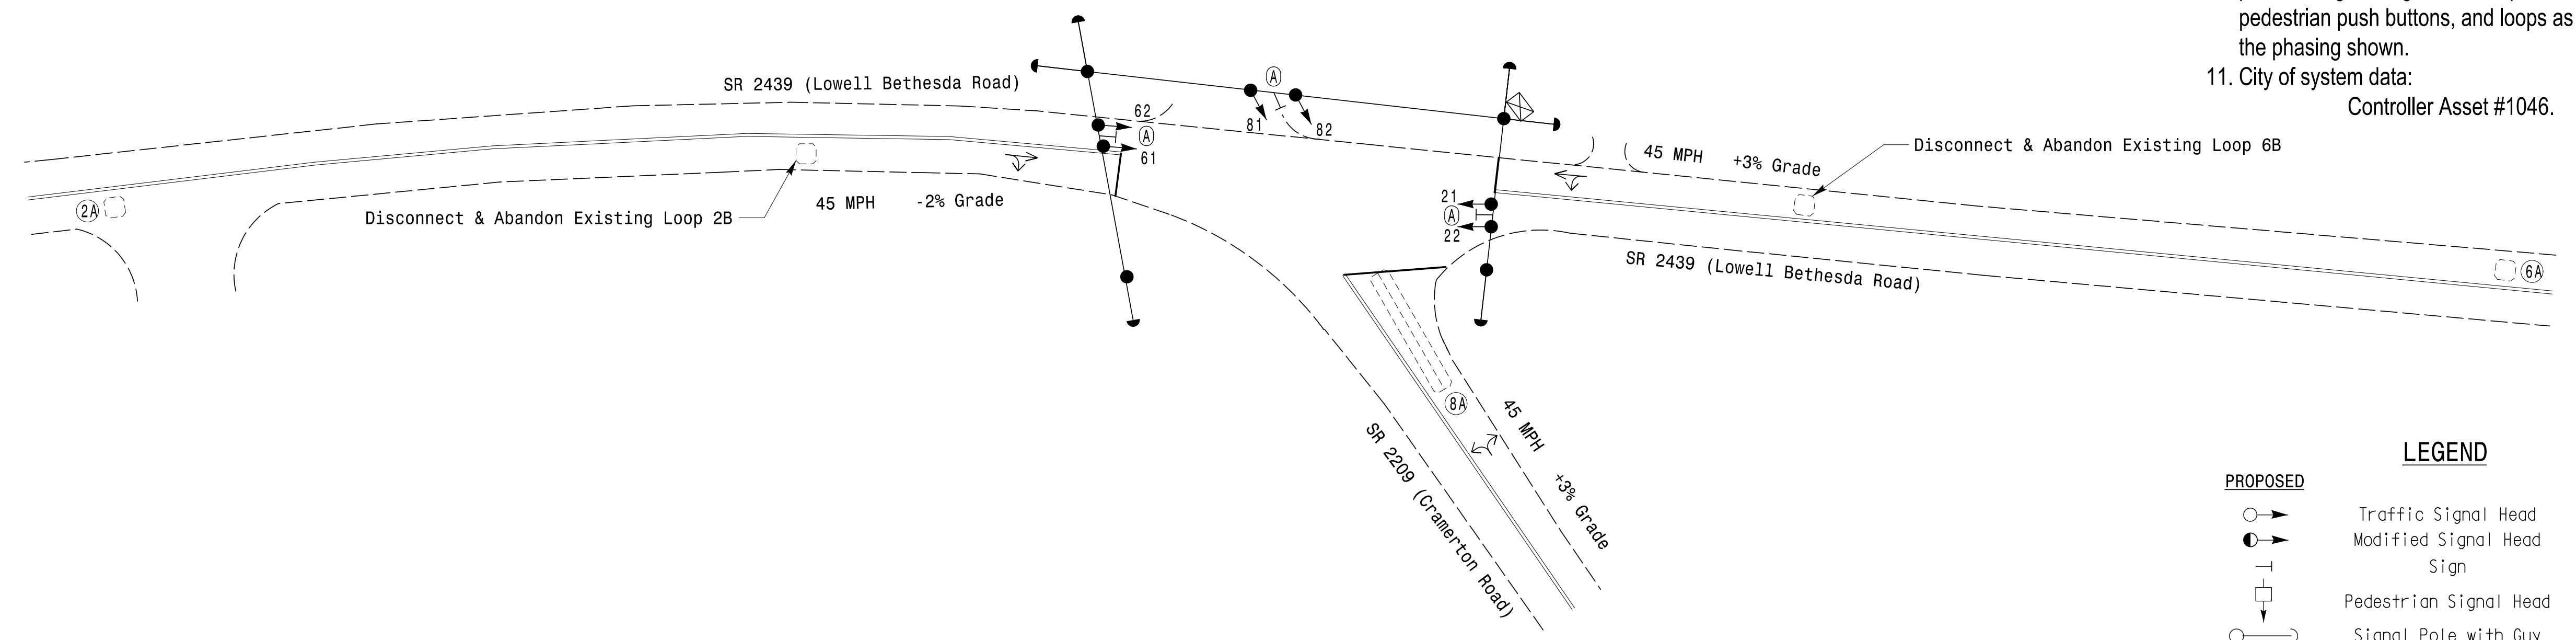 pedestrian push buttons, and loops as
the phasing shown.
11. City of system data:
Controller Asset #1046.
SR 2439 (Lowell Bethesda Road)
A
81
82
62
A
61
Disconnect & Abandon Existing Loop 6B
45 MPH +3% Grade
2A
Disconnect & Abandon Existing Loop 2B
45 MPH -2% Grade
21
A
22
SR 2439 (Lowell Bethesda Road)
6A
8A
45 MPH +3% Grade
SR 2209 (Cramerton Road)
LEGEND
PROPOSED
Traffic Signal Head
Modified Signal Head
Sign
Pedestrian Signal Head
Signal Pole with Guy